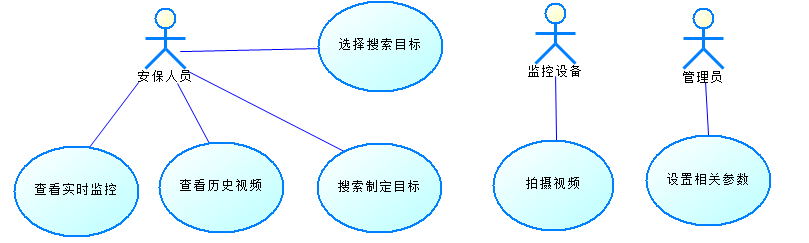 选择搜索目标
安保人员
监控设备
管理员
查看实时监控
查看历史视频
搜索制定目标
拍摄视频
设置相关参数